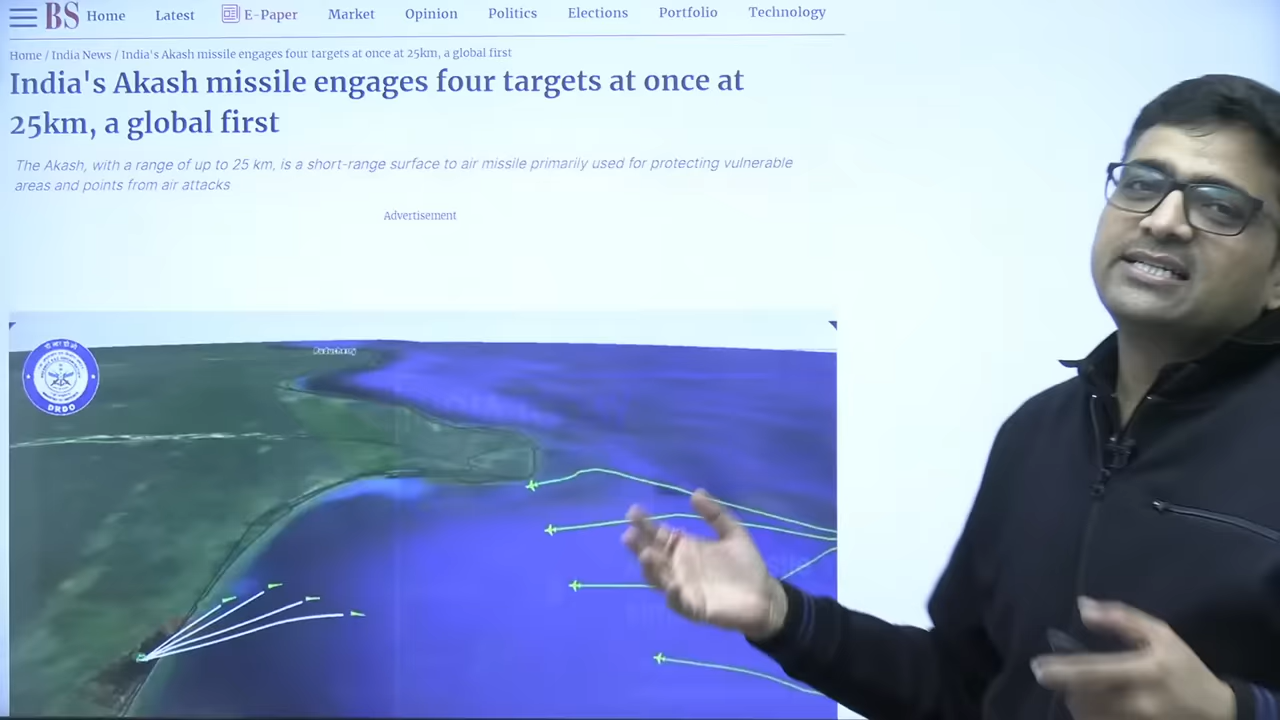 BS Home Latest E-Paper Market Opinion Politics Elections Portfolio Technology
Home / India News / India's Akash missile engages four targets at once at 25km, a global first
India's Akash missile engages four targets at once at
25km, a global first
The Akash, with a range of up to 25 km, is a short-range surface to air missile primarily used for protecting vulnerable
areas and points from air attacks
Advertisement
Puducherry
DRDO